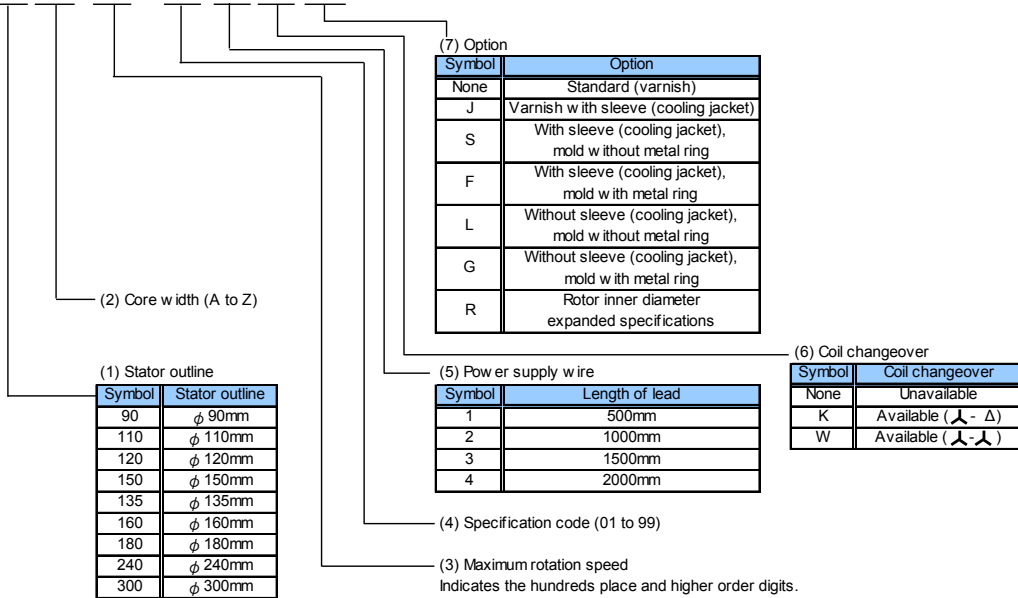 (7) Option
Symbol Option
None Standard (varnish)
J Varnish with sleeve (cooling jacket)
S With sleeve (cooling jacket),
mold without metal ring
F With sleeve (cooling jacket),
mold with metal ring
L Without sleeve (cooling jacket),
mold without metal ring
G Without sleeve (cooling jacket),
mold with metal ring
R Rotor inner diameter
expanded specifications
(2) Core width (A to Z)
(6) Coil changeover
Symbol Coil changeover
None Unavailable
K Available (⅄ - Δ)
W Available (⅄-⅄)
(1) Stator outline
Symbol Stator outline
90 ϕ 90mm
110 ϕ 110mm
120 ϕ 120mm
150 ϕ 150mm
135 ϕ 135mm
160 ϕ 160mm
180 ϕ 180mm
240 ϕ 240mm
300 ϕ 300mm
(5) Power supply wire
Symbol Length of lead
1 500mm
2 1000mm
3 1500mm
4 2000mm
(4) Specification code (01 to 99)
(3) Maximum rotation speed
Indicates the hundreds place and higher order digits.